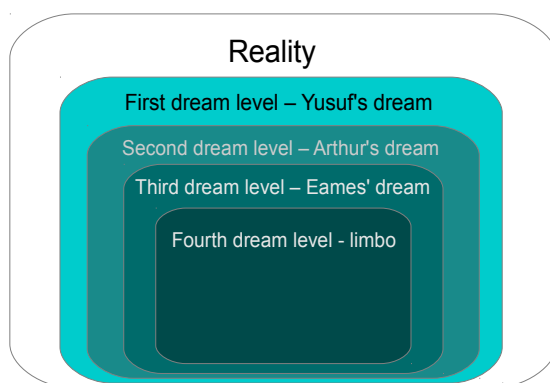 Reality
First dream level – Yusuf's dream
Second dream level – Arthur's dream
Third dream level – Eames' dream
Fourth dream level - limbo